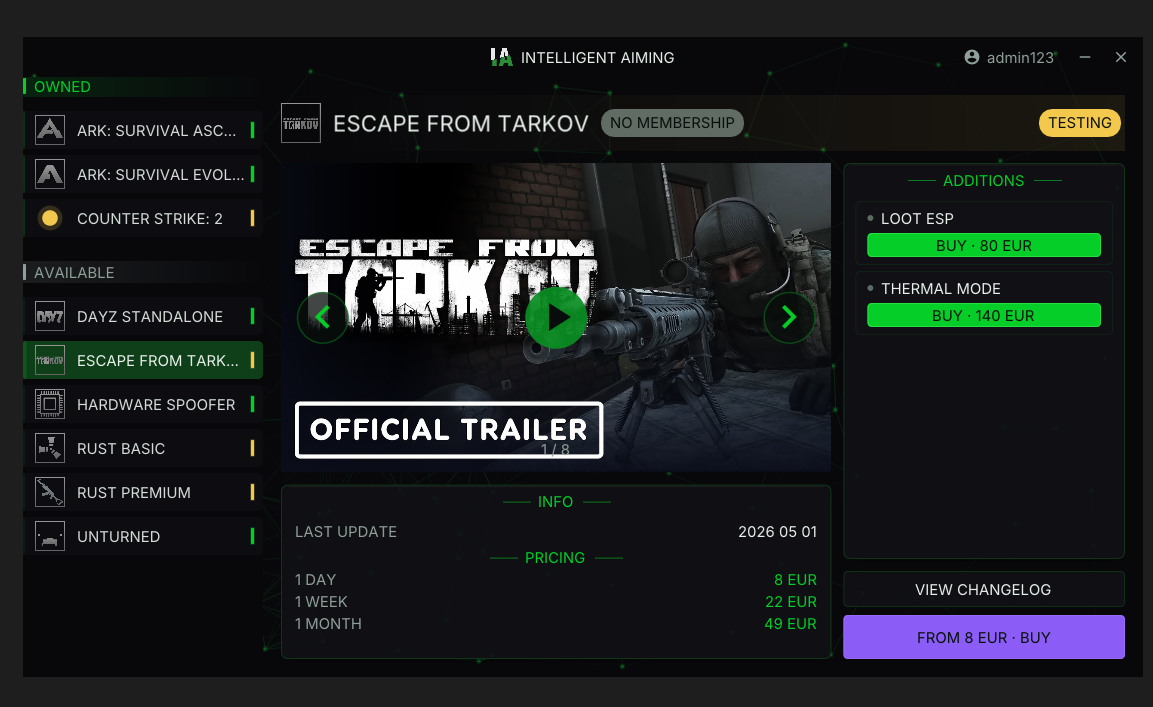 IA INTELLIGENT AIMING
admin123
OWNED
ARK: SURVIVAL ASC...
ARK: SURVIVAL EVOL...
COUNTER STRIKE: 2
AVAILABLE
DAYZ STANDALONE
ESCAPE FROM TARK...
HARDWARE SPOOFER
RUST BASIC
RUST PREMIUM
UNTURNED
ESCAPE FROM TARKOV
NO MEMBERSHIP
TESTING
ESCAPE FROM
TARKOV
OFFICIAL TRAILER
1 / 8
INFO
LAST UPDATE 2026 05 01
PRICING
1 DAY 8 EUR
1 WEEK 22 EUR
1 MONTH 49 EUR
ADDITIONS
LOOT ESP
BUY · 80 EUR
THERMAL MODE
BUY · 140 EUR
VIEW CHANGELOG
FROM 8 EUR · BUY